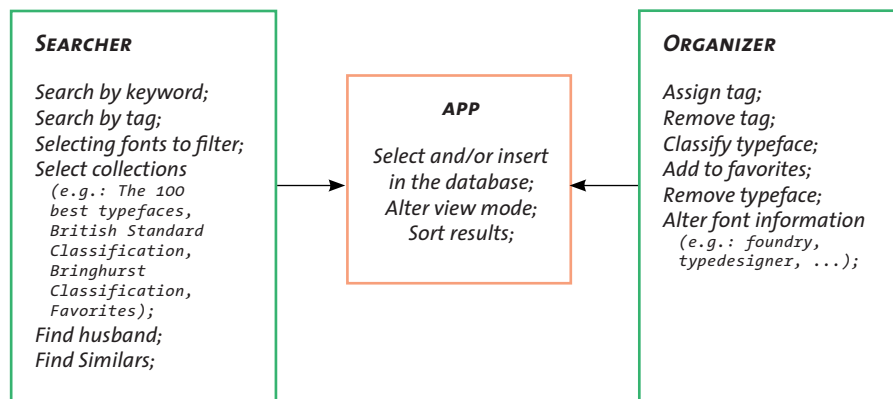 SEARCHER
Search by keyword;
Search by tag;
Selecting fonts to filter;
Select collections
(e.g.: The 100
best typefaces,
British Standard
Classification,
Bringhurst
Classification,
Favorites);
Find husband;
Find Similars;
APP
Select and/or insert
in the database;
Alter view mode;
Sort results;
ORGANIZER
Assign tag;
Remove tag;
Classify typeface;
Add to favorites;
Remove typeface;
Alter font information
(e.g.: foundry,
typedesigner, ...);